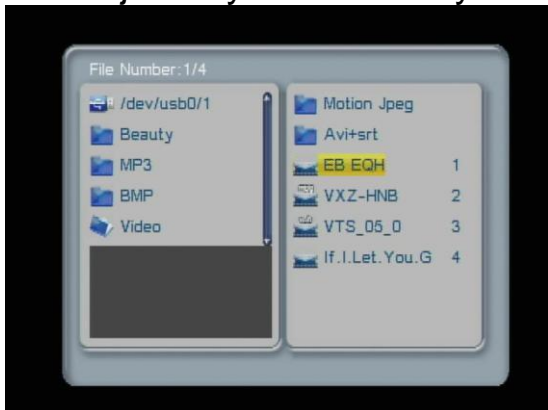 File Number:1/4
/dev/usb0/1
Beauty
MP3
BMP
Video
Motion Jpeg
Avi+srt
EB EQH 1
VXZ-HNB 2
VTS_05_0 3
If.I.Let.You.G 4